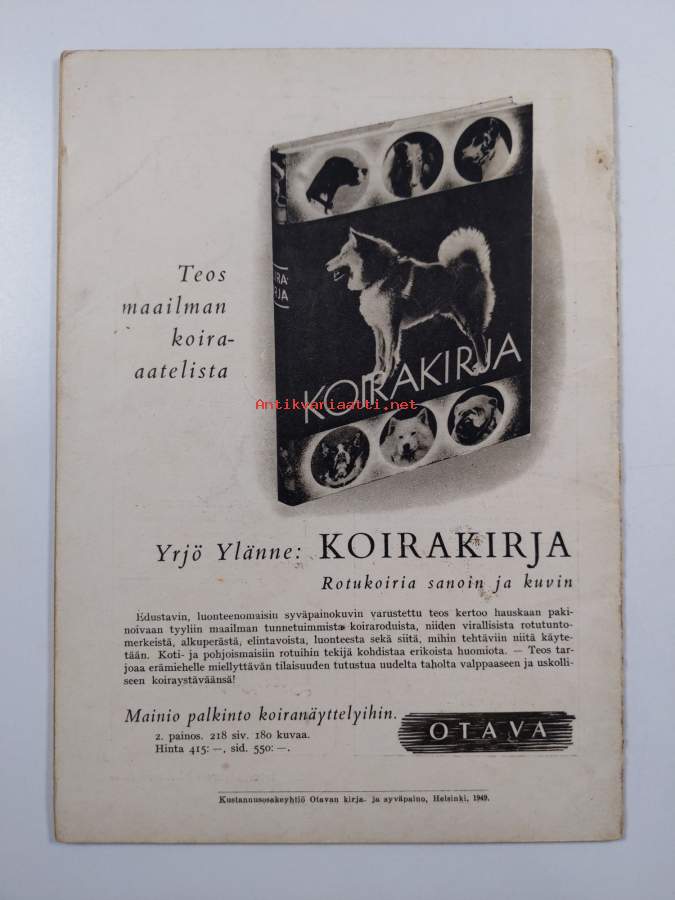 Teos
maailman
koira-
aatelista
KOIRAKIRJA
Antikvariaatti.net
Yrjö Ylänne: KOIRAKIRJA
Rotukoiria sanoin ja kuvin
Edustavin, luonteenomaisin syväpainokuvin varustettu teos kertoo hauskaan paki-
noivaan tyyliin maailman tunnetuimmista koiraroduista, niiden virallisista rotutunto-
merkeistä, alkuperästä, elintavoista, luonteesta sekä siitä, mihin tehtäviin niitä käyte-
tään. Koti- ja pohjoismaisiin rotuihin tekijä kohdistaa erikoista huomiota. — Teos tar-
joaa erämiehelle miellyttävän tilaisuuden tutustua uudelta taholta valppaaseen ja uskolli-
seen koiraystäväänsä!
Mainio palkinto koiranäyttelyihin.
2. painos. 218 siv. 180 kuvaa.
Hinta 415: —, sid. 550: —.
OTAVA
Kustannusosakeyhtiö Otavan kirja- ja syväpaino, Helsinki, 1949.